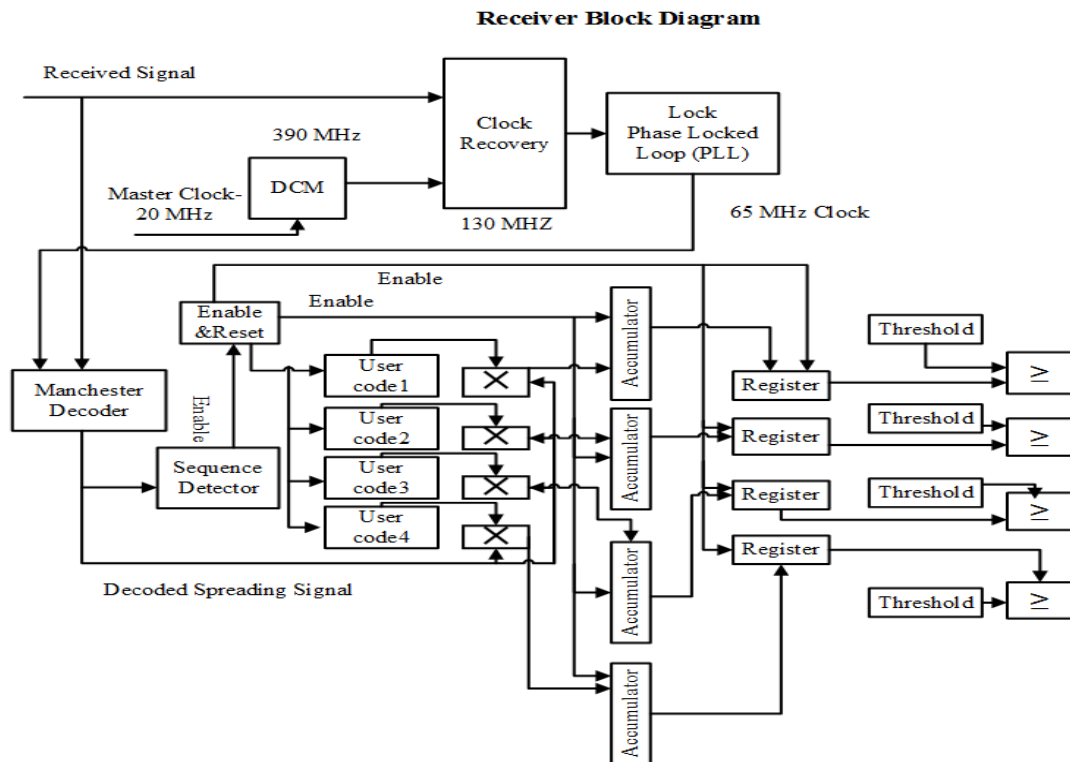 Receiver Block Diagram
Received Signal
390 MHz
Clock
Recovery
Lock
Phase Locked
Loop (PLL)
DCM
Master Clock-
20 MHz
130 MHZ
65 MHz Clock
Enable
Enable
Enable
&Reset
Accumulator
Threshold
≥
User
code1
Register
Manchester
Decoder
Enable
User
code2
Accumulator
Register
Threshold
≥
Sequence
Detector
User
code3
Register
Threshold
≥
User
code4
Register
Accumulator
Decoded Spreading Signal
Threshold
≥
Accumulator